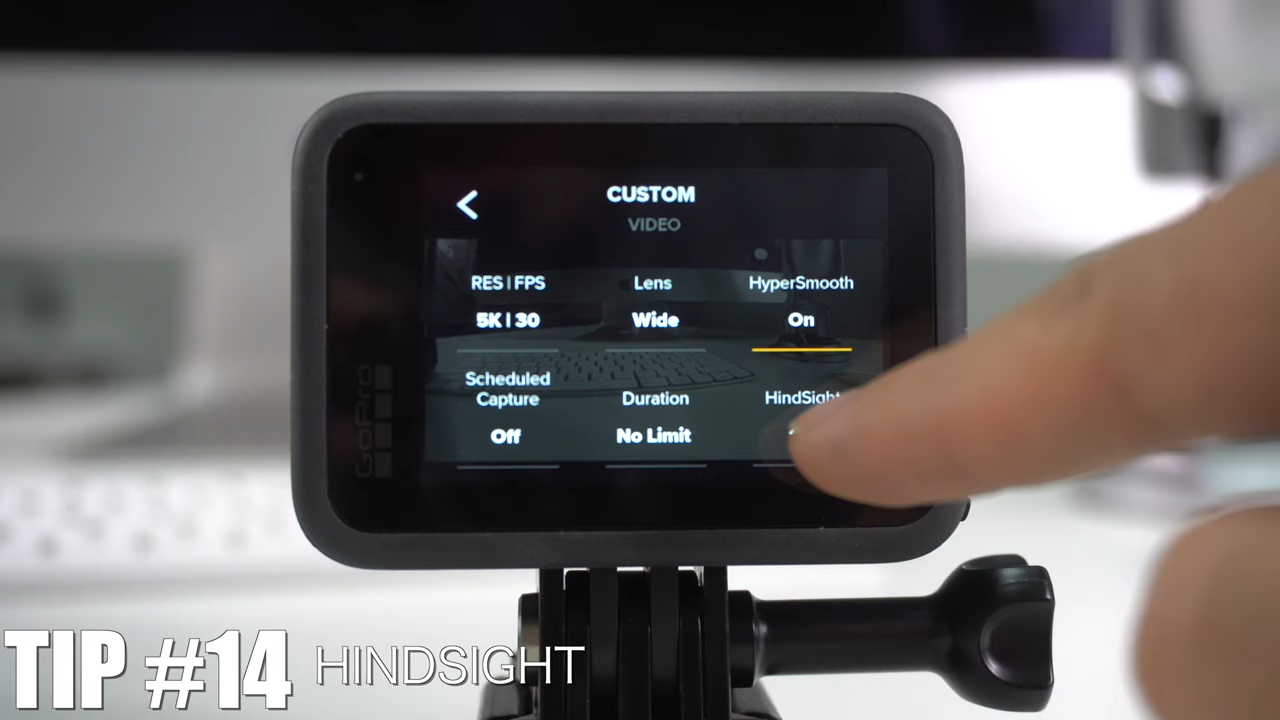 CUSTOM
VIDEO
RES | FPS
Lens
HyperSmooth
5K | 30
Wide
On
Scheduled
Capture
Duration
HindSight
Off
No Limit
GoPro
TIP #14 HINDSIGHT